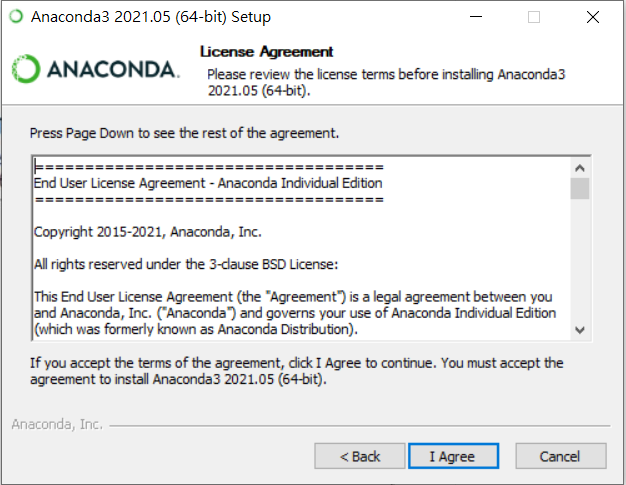 Anaconda3 2021.05 (64-bit) Setup
ANACONDA.
License Agreement
Please review the license terms before installing Anaconda3
2021.05 (64-bit).
Press Page Down to see the rest of the agreement.
===================================
End User License Agreement - Anaconda Individual Edition
===================================
Copyright 2015-2021, Anaconda, Inc.
All rights reserved under the 3-clause BSD License:
This End User License Agreement (the "Agreement") is a legal agreement between you
and Anaconda, Inc. ("Anaconda") and governs your use of Anaconda Individual Edition
(which was formerly known as Anaconda Distribution).
If you accept the terms of the agreement, click I Agree to continue. You must accept the
agreement to install Anaconda3 2021.05 (64-bit).
Anaconda, Inc.
< Back
I Agree
Cancel